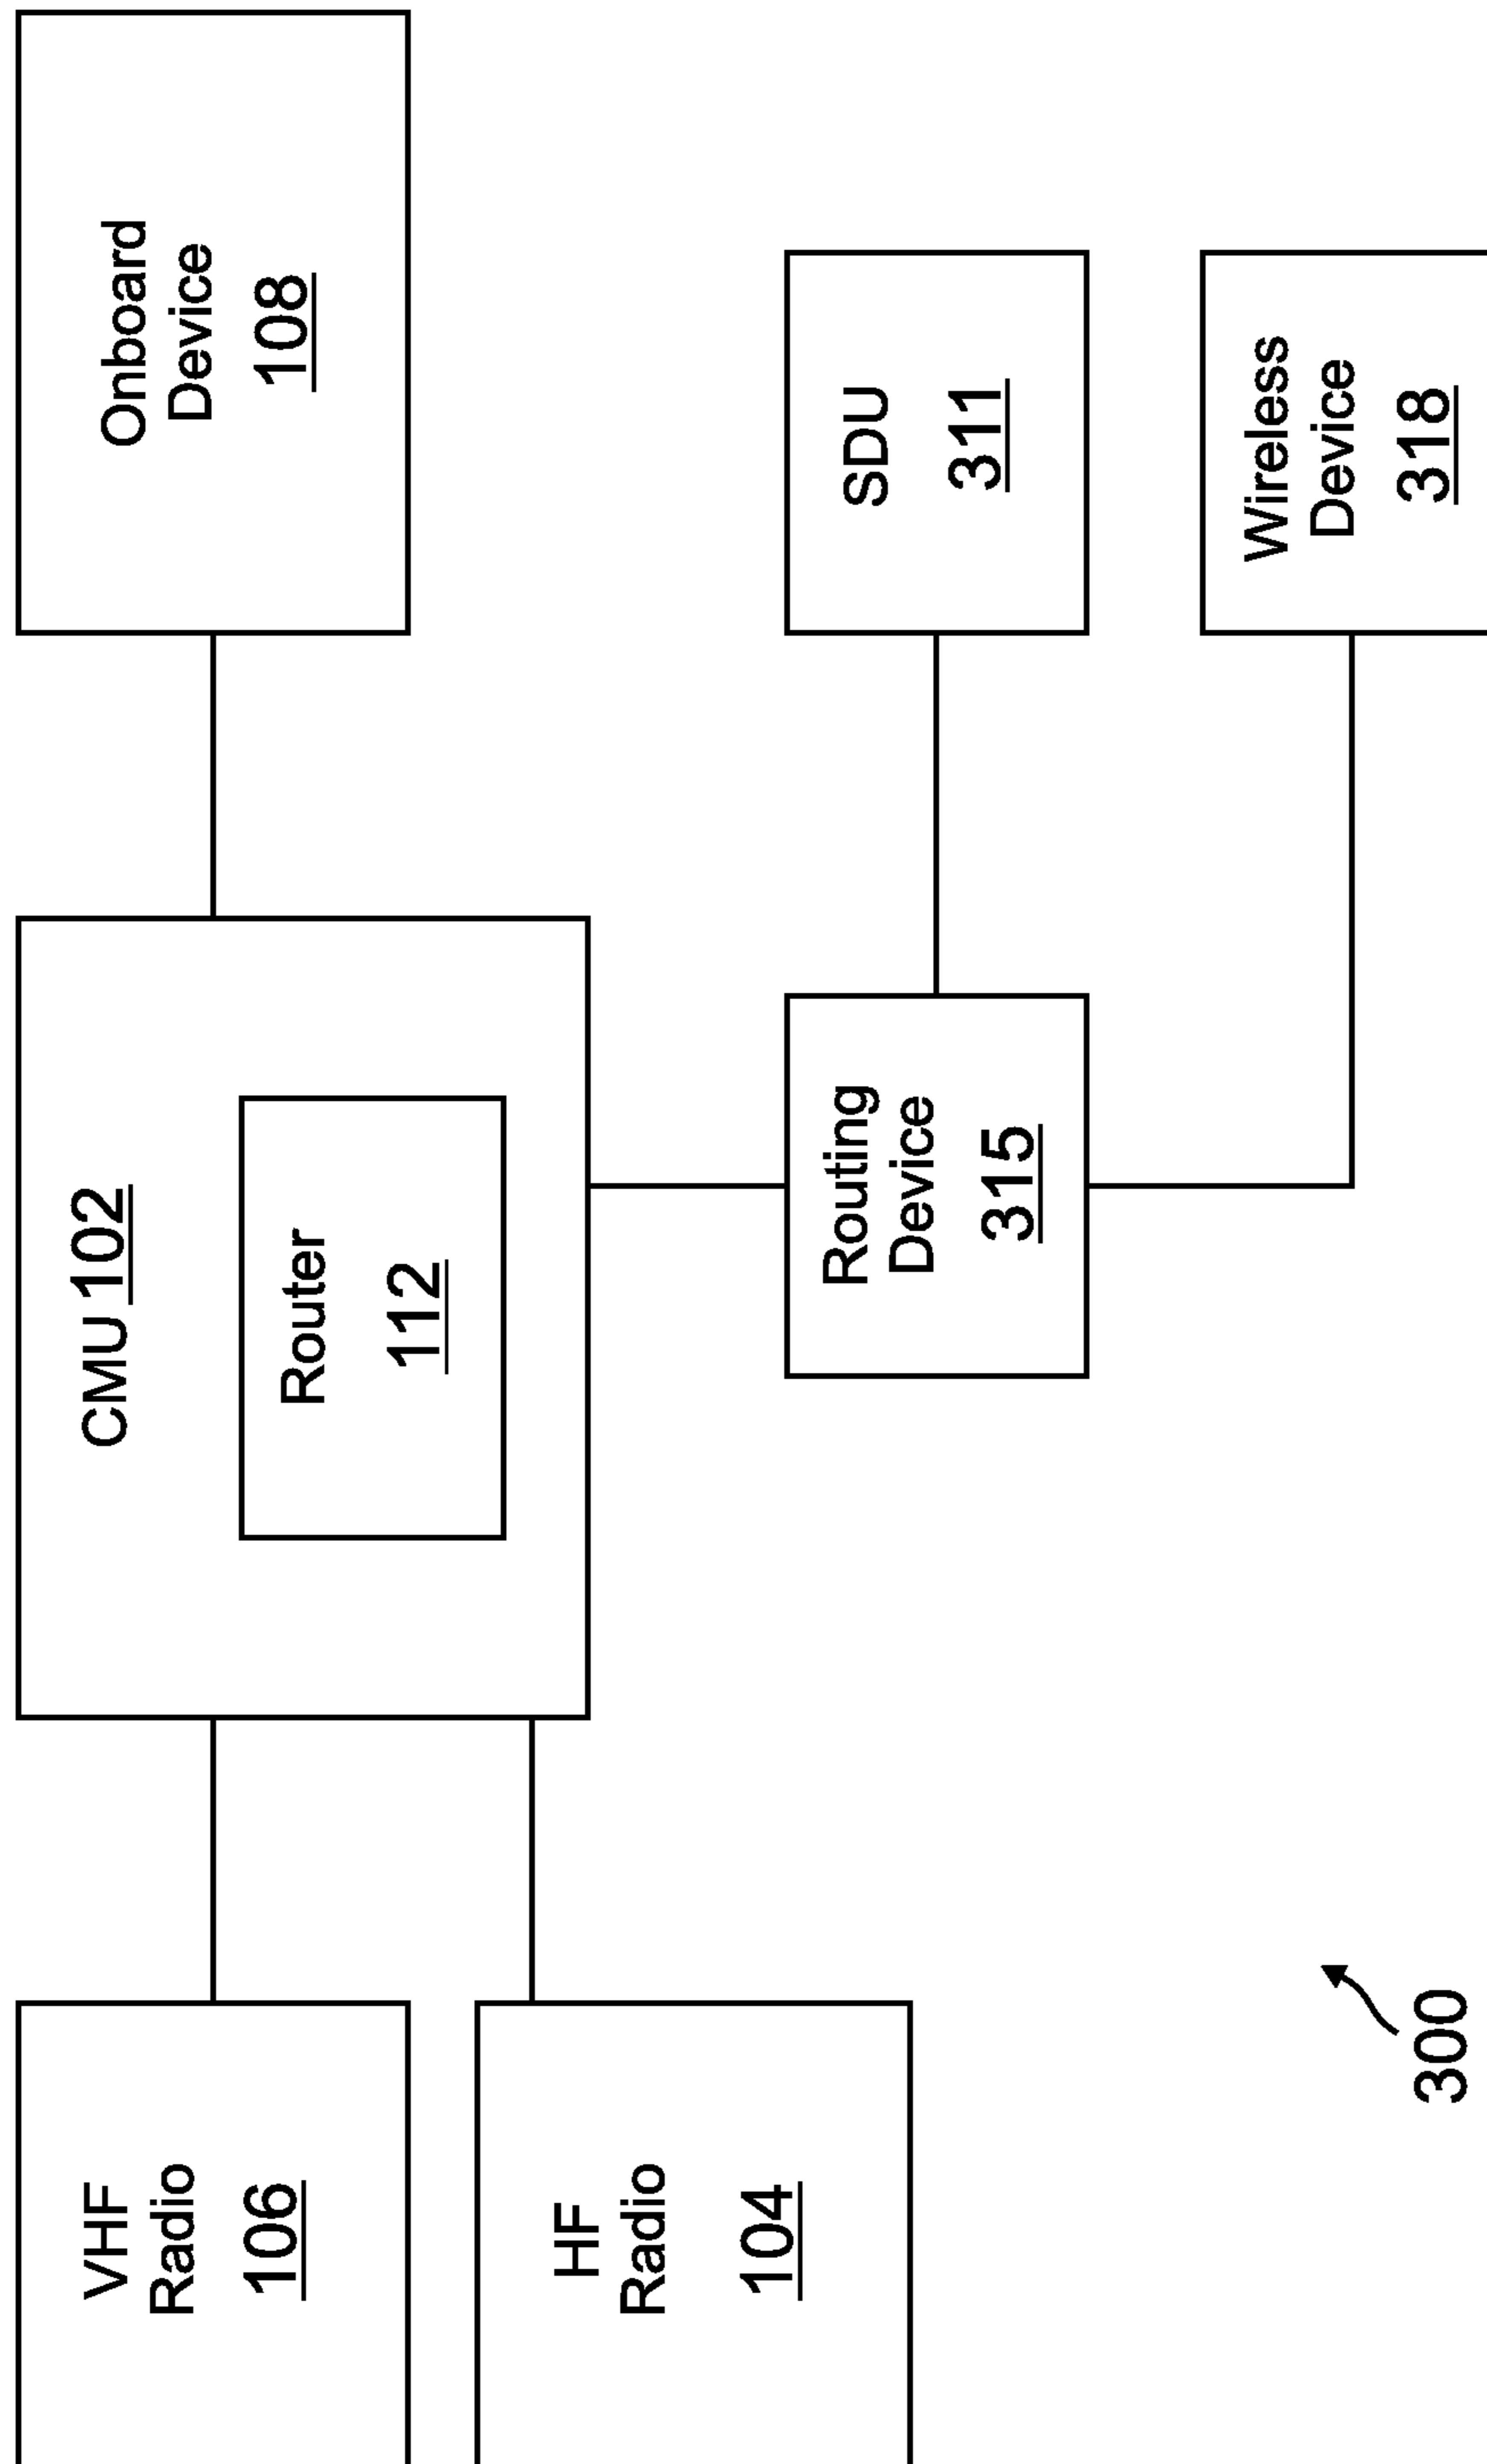 VHF
Radio
106
CMU 102
Router
112
Onboard
Device
108
HF
Radio
104
Routing
Device
315
SDU
311
Wireless
Device
318
300